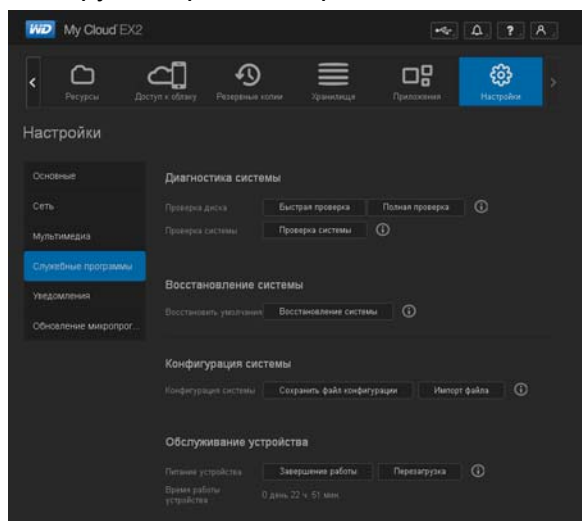 WD My Cloud EX2
?
Ресурсы Доступ к облаку Резервные копии Хранилище Приложения Настройки
Настройки
Основные
Сеть
Мультимедиа
Служебные программы
Уведомления
Обновление микропрог...
Диагностика системы
Проверка диска Быстрая проверка Полная проверка
Проверка системы Проверка системы
Восстановление системы
Восстановить умолчания Восстановление системы
Конфигурация системы
Конфигурация системы Сохранить файл конфигурации Импорт файла
Обслуживание устройства
Питание устройства Завершение работы Перезагрузка
Время работы
устройства
0 день 22 ч 51 мин